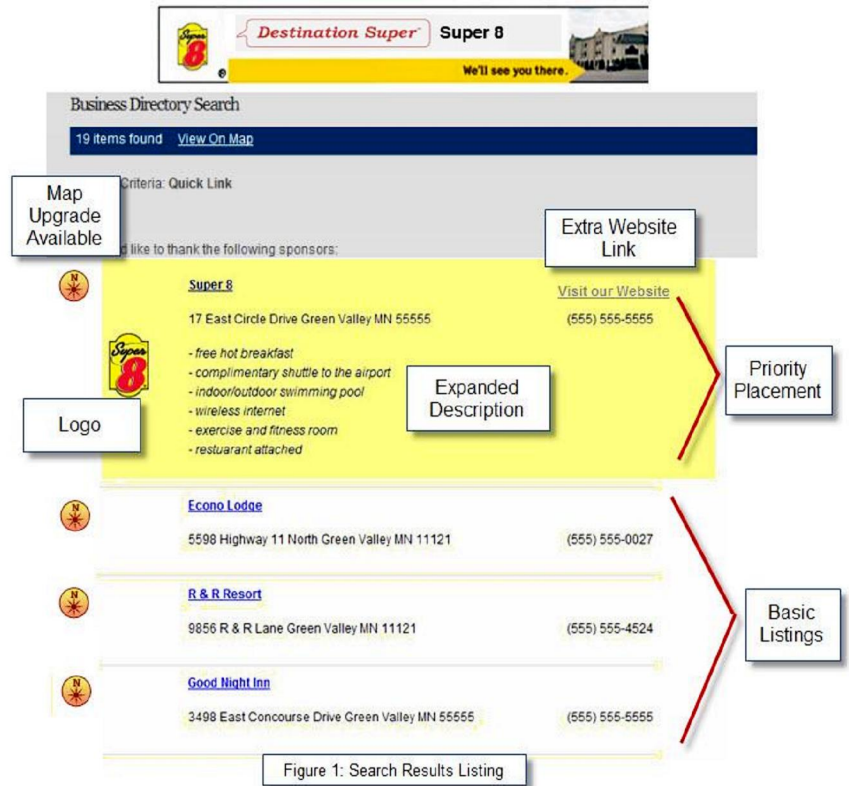 Super
8
®
Destination Super℠
Super 8
We'll see you there.
Business Directory Search
19 items found View On Map
Criteria: Quick Link
Map
Upgrade
Available
Extra Website
Link
d like to thank the following sponsors:
N
Super 8
Visit our Website
17 East Circle Drive Green Valley MN 55555
(555) 555-5555
Super
8
- free hot breakfast
- complimentary shuttle to the airport
- indoor/outdoor swimming pool
- wireless internet
- exercise and fitness room
- restuarant attached
Expanded
Description
Priority
Placement
Logo
N
Econo Lodge
5598 Highway 11 North Green Valley MN 11121
(555) 555-0027
N
R & R Resort
9856 R & R Lane Green Valley MN 11121
(555) 555-4524
Basic
Listings
N
Good Night Inn
3498 East Concourse Drive Green Valley MN 55555
(555) 555-5555
Figure 1: Search Results Listing